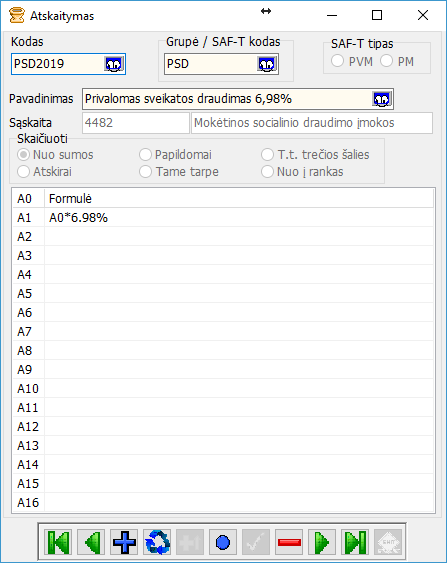 Atskaitymas
Kodas
PSD2019
Grupė / SAF-T kodas
PSD
SAF-T tipas
PVM
PM
Pavadinimas
Privalomas sveikatos draudimas 6,98%
Sąskaita
4482
Mokėtinos socialinio draudimo įmokos
Skaičiuoti
Nuo sumos
Papildomai
T.t. trečios šalies
Atskirai
Tame tarpe
Nuo į rankas
A0 Formulė
A1 A0*6.98%
A2
A3
A4
A5
A6
A7
A8
A9
A10
A11
A12
A13
A14
A15
A16